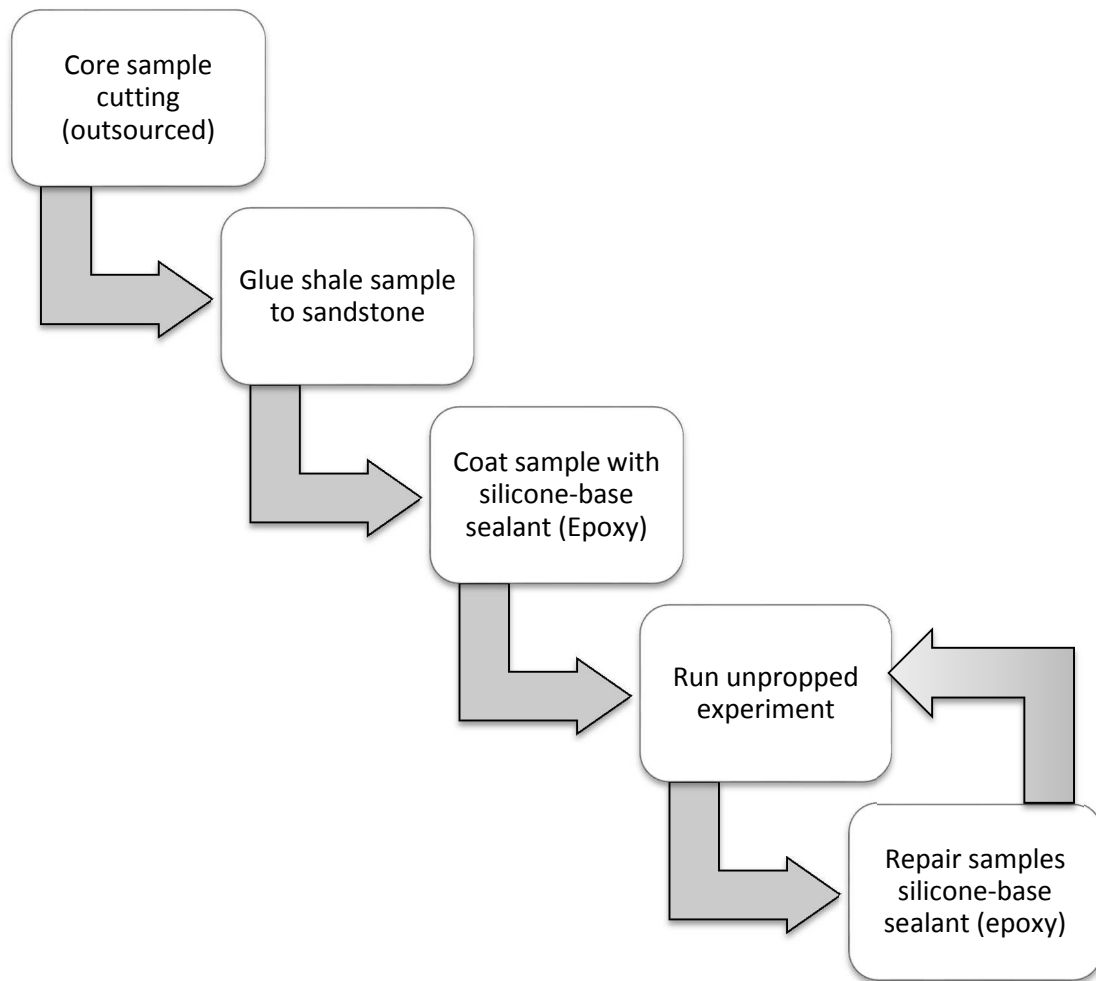 Core sample
cutting
(outsourced)
Glue shale sample
to sandstone
Coat sample with
silicone-base
sealant (Epoxy)
Run unpropped
experiment
Repair samples
silicone-base
sealant (epoxy)